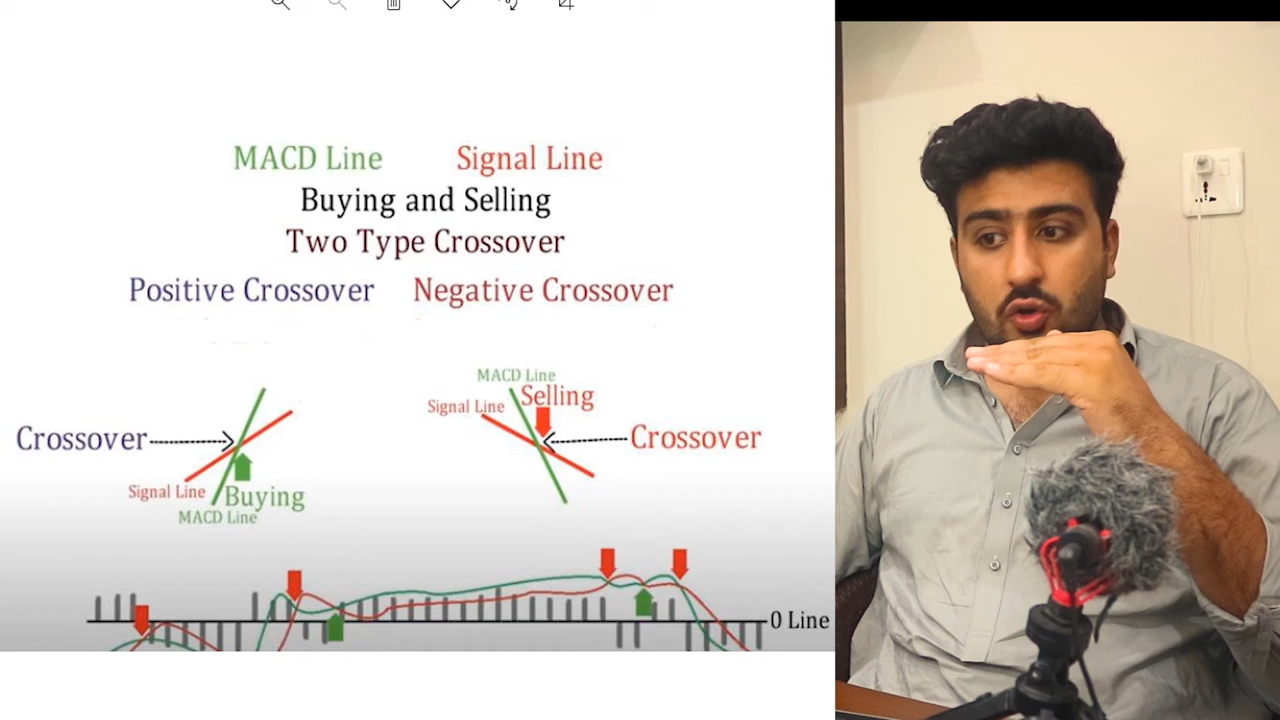 MACD Line Signal Line
Buying and Selling
Two Type Crossover
Positive Crossover Negative Crossover
MACD Line
Selling
Signal Line
Crossover
Crossover
Signal Line
Buying
MACD Line
0 Line